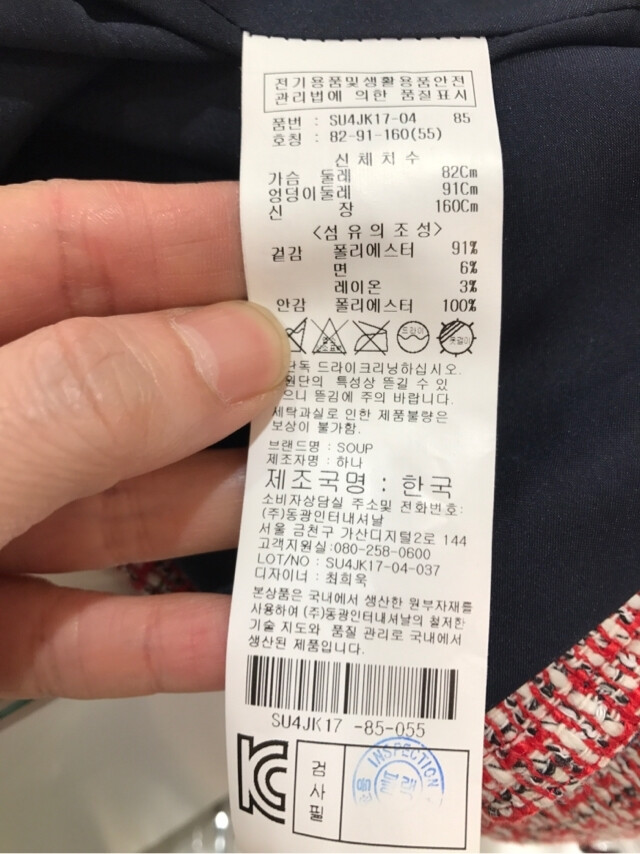 전기용품및생활용품안전
관리법에 의한 품질표시
품번 : SU4JK17-04 85
호칭 : 82-91-160(55)
신체치수
가슴 둘레 82Cm
엉덩이둘레 91Cm
신 장 160Cm
<섬유의조성>
겉감 폴리에스터 91%
면 6%
레이온 3%
안감 폴리에스터 100%
드라이
옷걸이
단독 드라이크리닝하십시오.
원단의 특성상 뜯길 수 있
으니 뜯김에 주의 바랍니다.
세탁과실로 인한 제품불량은
보상이 불가함.
브랜드명 : SOUP
제조자명 : 하나
제조국명 : 한국
소비자상담실 주소및 전화번호:
(주)동광인터내셔날
서울 금천구 가산디지털2로 144
고객지원실:080-258-0600
LOT/NO : SU4JK17-04-037
디자이너 : 최희욱
본상품은 국내에서 생산한 원부자재를
사용하여 (주)동광인터내셔날의 철저한
기술 지도와 품질 관리로 국내에서
생산된 제품입니다.
SU4JK17 -85-055
검사필
INSPECTION